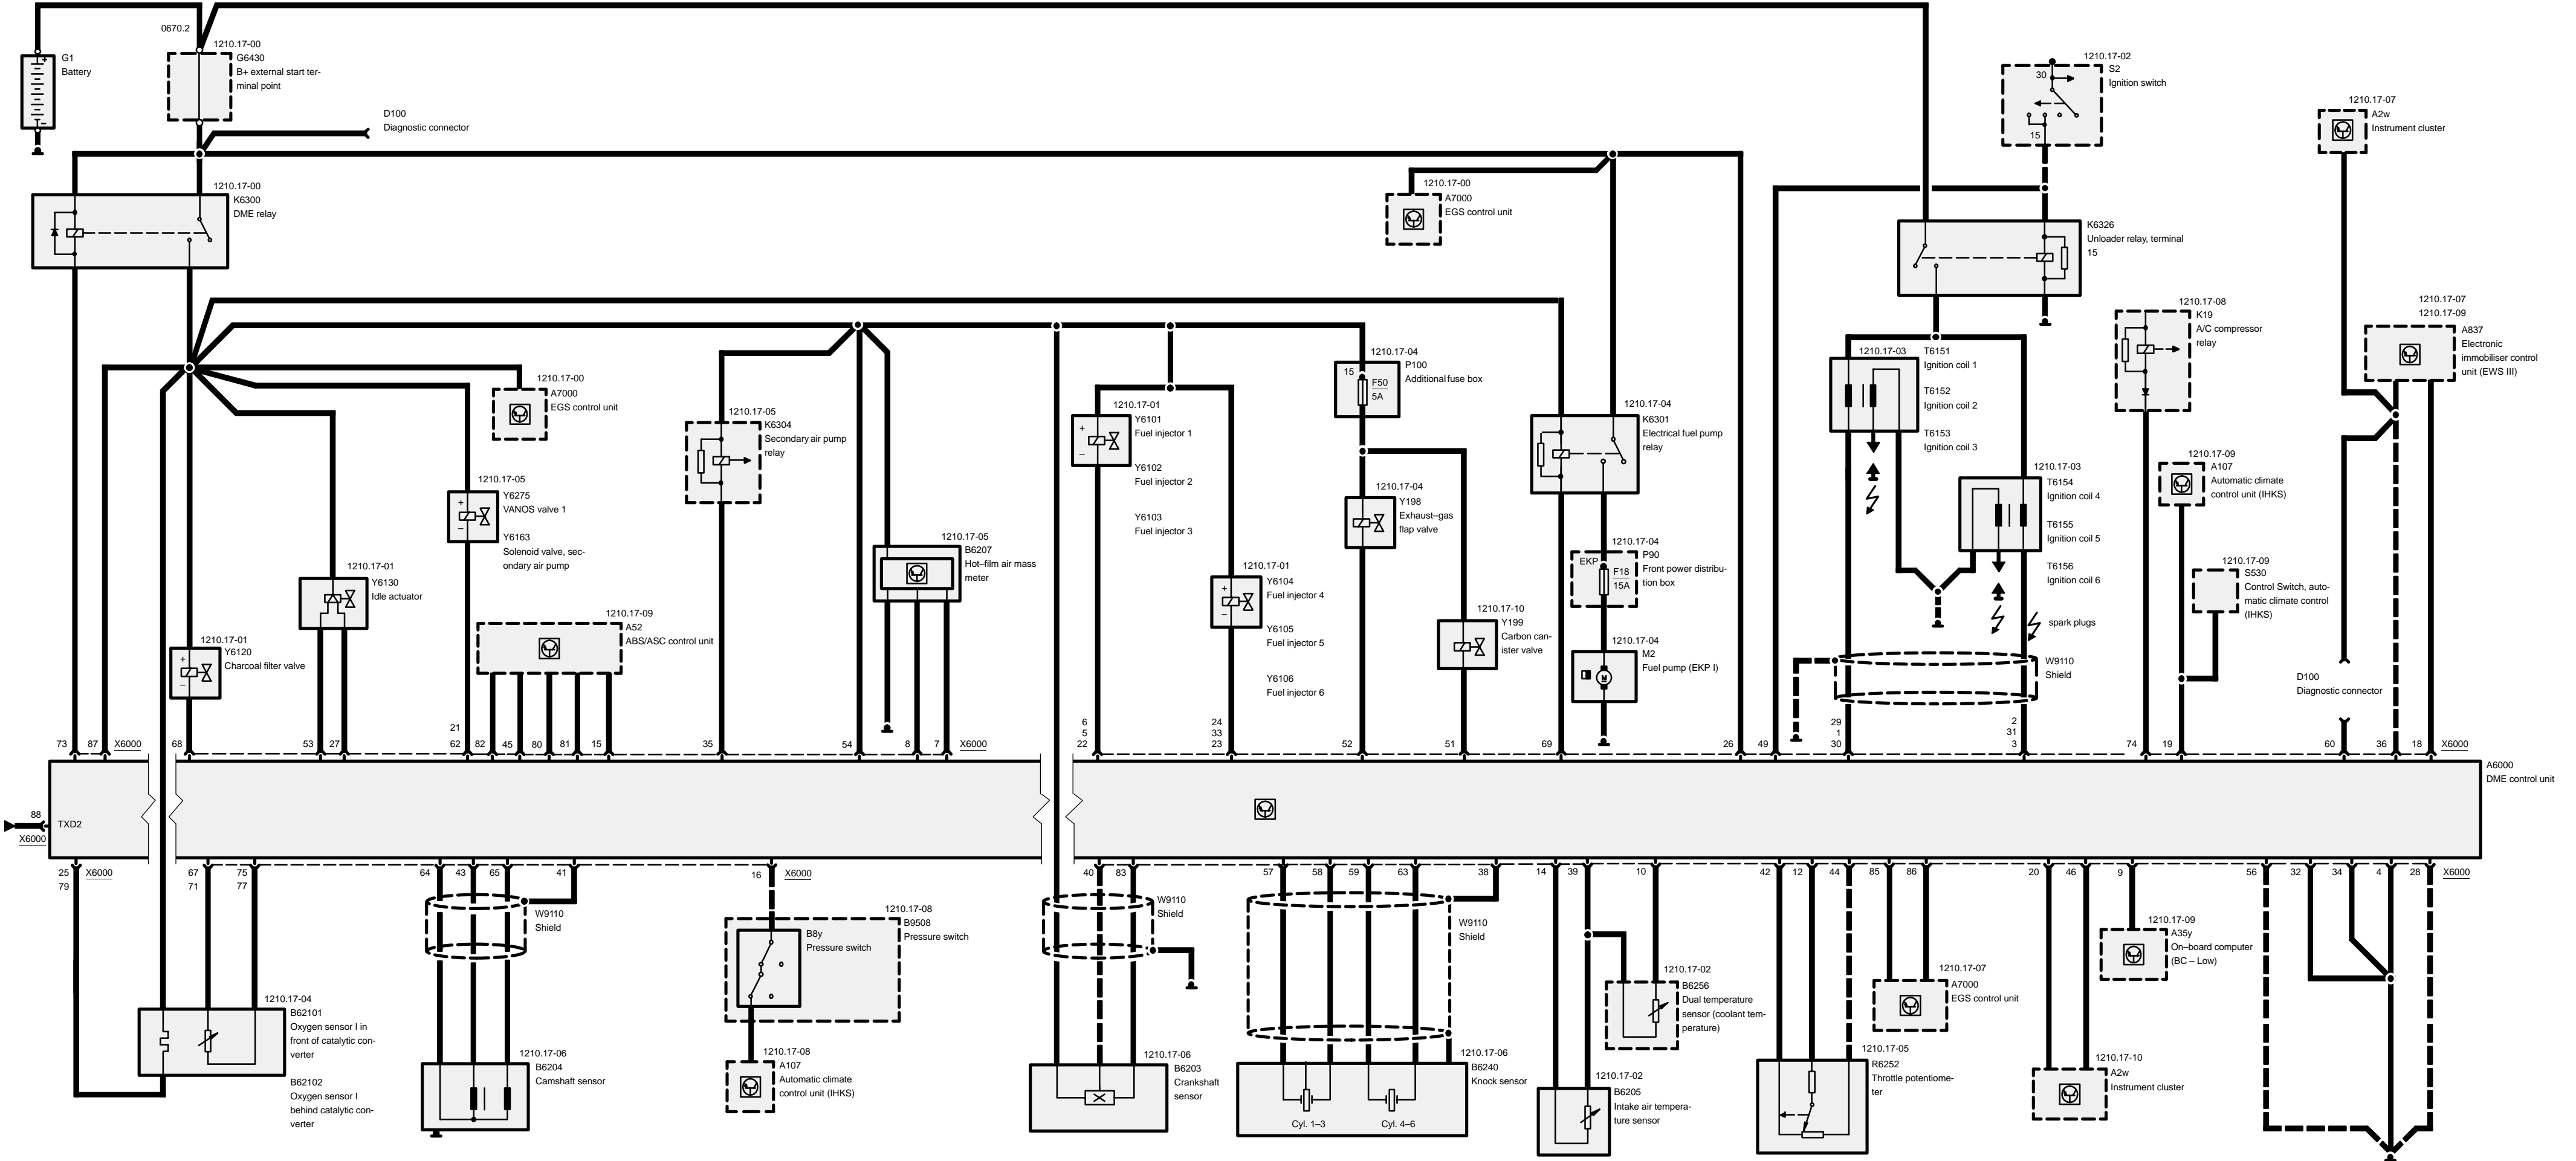 0670.2
G1
Battery
1210.17-00
G6430
B+ external start ter-
minal point
D100
Diagnostic connector
1210.17-00
K6300
DME relay
1210.17-00
A7000
EGS control unit
1210.17-02
S2
Ignition switch
30
15
1210.17-07
A2w
Instrument cluster
K6326
Unloader relay, terminal
15
1210.17-08
K19
A/C compressor
relay
1210.17-07
1210.17-09
A837
Electronic
immobiliser control
unit (EWS III)
1210.17-00
A7000
EGS control unit
1210.17-05
Y6275
VANOS valve 1
Y6163
Solenoid valve, sec-
ondary air pump
+
–
1210.17-01
Y6130
Idle actuator
1210.17-01
Y6120
Charcoal filter valve
+
–
1210.17-09
A52
ABS/ASC control unit
1210.17-05
K6304
Secondary air pump
relay
1210.17-05
B6207
Hot–film air mass
meter
1210.17-01
Y6101
Fuel injector 1
Y6102
Fuel injector 2
Y6103
Fuel injector 3
+
–
1210.17-01
Y6104
Fuel injector 4
Y6105
Fuel injector 5
Y6106
Fuel injector 6
+
–
1210.17-04
P100
Additional fuse box
15
F50
5A
1210.17-04
Y198
Exhaust–gas
flap valve
1210.17-10
Y199
Carbon can-
ister valve
1210.17-04
K6301
Electrical fuel pump
relay
1210.17-04
P90
Front power distribu-
tion box
EKP
F18
15A
1210.17-04
M2
Fuel pump (EKP I)
M
1210.17-03
T6151
Ignition coil 1
T6152
Ignition coil 2
T6153
Ignition coil 3
1210.17-03
T6154
Ignition coil 4
T6155
Ignition coil 5
T6156
Ignition coil 6
spark plugs
W9110
Shield
1210.17-09
A107
Automatic climate
control unit (IHKS)
1210.17-09
S530
Control Switch, auto-
matic climate control
(IHKS)
D100
Diagnostic connector
73 87 X6000 68 53 27
21
62 82 45 80 81 15 35 54 8 7 X6000
6
5
22
24
33
23 52 51 69 26 49
29
1
30
2
31
3 74 19 60 36 18 X6000
A6000
DME control unit
88
X6000
TXD2
25
79
X6000
67
71
75
77
64 43 65 41 16 X6000 40 83 57 58 59 63 38 14 39 10 42 12 44 85 86 20 46 9 56 32 34 4 28 X6000
1210.17-04
B62101
Oxygen sensor I in
front of catalytic con-
verter
B62102
Oxygen sensor I
behind catalytic con-
verter
W9110
Shield
1210.17-06
B6204
Camshaft sensor
1210.17-08
B9508
Pressure switch
B8y
Pressure switch
1210.17-08
A107
Automatic climate
control unit (IHKS)
W9110
Shield
1210.17-06
B6203
Crankshaft
sensor
W9110
Shield
1210.17-06
B6240
Knock sensor
Cyl. 1–3
Cyl. 4–6
1210.17-02
B6256
Dual temperature
sensor (coolant tem-
perature)
1210.17-02
B6205
Intake air tempera-
ture sensor
1210.17-05
R6252
Throttle potentiome-
ter
1210.17-07
A7000
EGS control unit
1210.17-09
A35y
On–board computer
(BC – Low)
1210.17-10
A2w
Instrument cluster